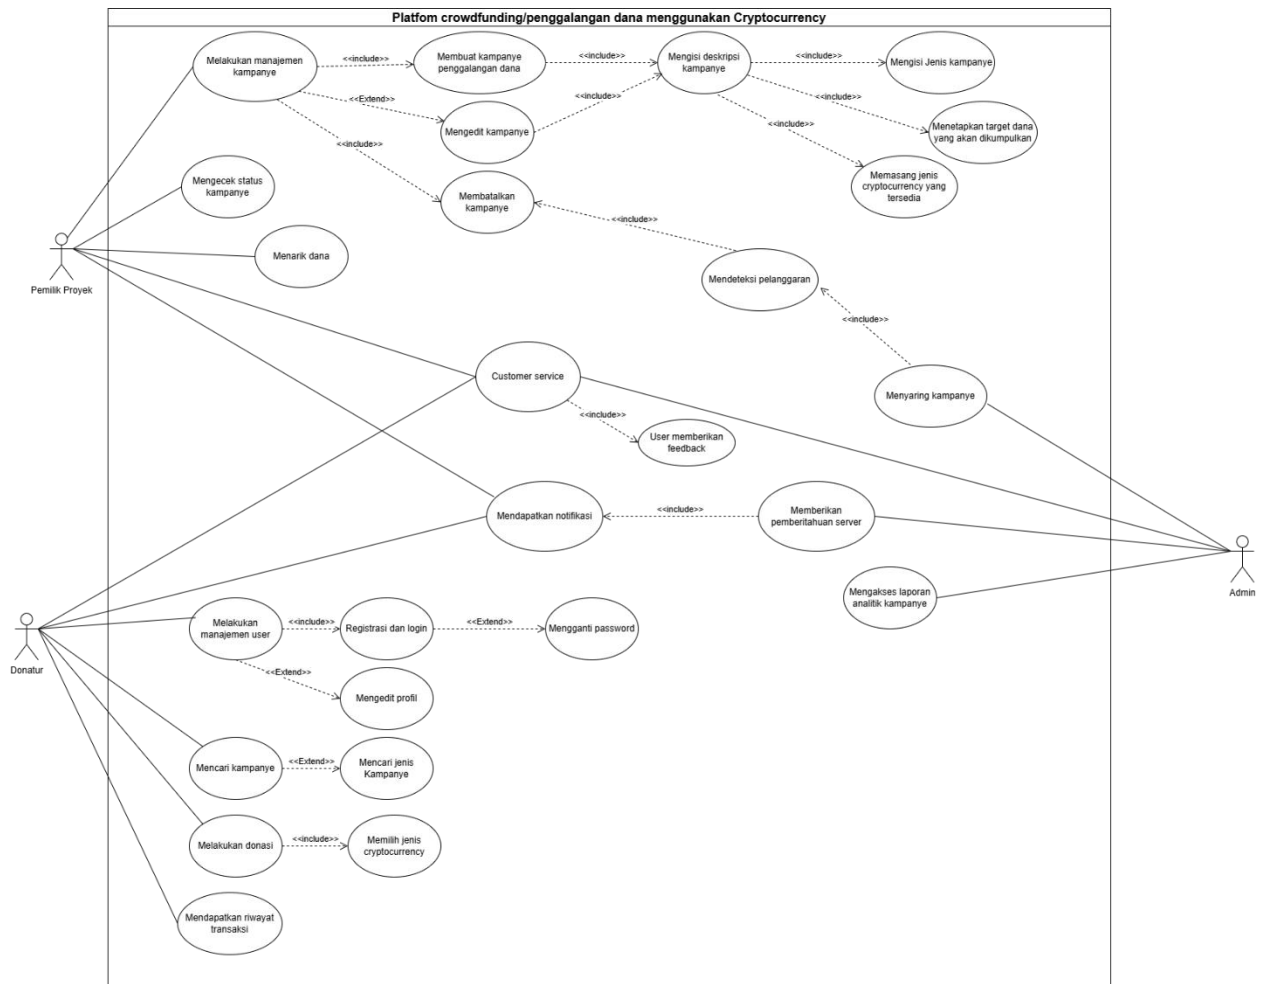 Platfom crowdfunding/penggalangan dana menggunakan Cryptocurrency
Melakukan manajemen
kampanye
<<include>>
Membuat kampanye
penggalangan dana
<<include>>
Mengisi deskripsi
kampanye
<<include>>
Mengisi Jenis kampanye
<<Extend>>
<<include>>
<<include>>
Mengedit kampanye
<<include>>
Menetapkan target dana
yang akan dikumpulkan
<<include>>
Memasang jenis
cryptocurrency yang
tersedia
Mengecek status
kampanye
Membatalkan
kampanye
<<include>>
Menarik dana
Pemilik Proyek
Mendeteksi pelanggaran
<<include>>
Customer service
Menyaring kampanye
<<include>>
User memberikan
feedback
Mendapatkan notifikasi
<<include>>
Memberikan
pemberitahuan server
Mengakses laporan
analitik kampanye
Admin
Donatur
Melakukan
manajemen user
<<include>>
Registrasi dan login
<<Extend>>
Mengganti password
<<Extend>>
Mengedit profil
Mencari kampanye
<<Extend>>
Mencari jenis
Kampanye
Melakukan donasi
<<include>>
Memilih jenis
cryptocurrency
Mendapatkan riwayat
transaksi